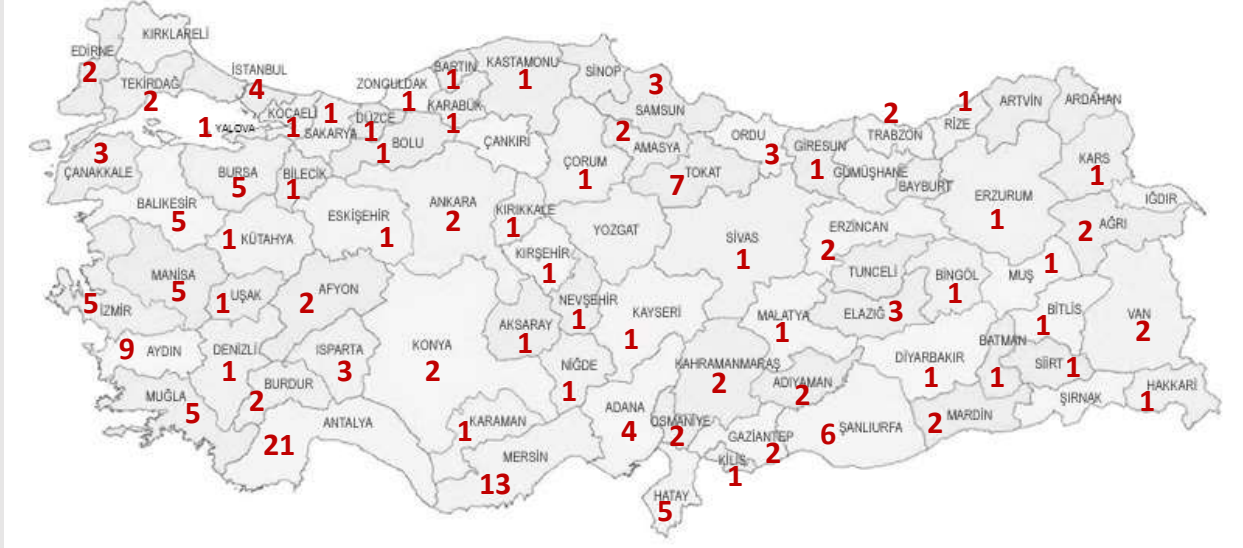 KIRKLARELİ
EDİRNE
2
TEKİRDAĞ
2
İSTANBUL
4
KOCAELİ
1
1
SAKARYA
1
YALOVA
ZONGULDAK
1
BARTIN
1
KASTAMONU
1
KARABÜK
1
DÜZCE
1
BOLU
1
SİNOP
3
SAMSUN
2
AMASYA
ÇANKIRI
ÇORUM
1
TOKAT
7
ORDU
3
GİRESUN
1
GÜMÜŞHANE
2
TRABZON
1
RİZE
ARTVİN
ARDAHAN
KARS
1
BAYBURT
ERZURUM
1
IĞDIR
2
AĞRI
3
ÇANAKKALE
BURSA
5
BİLECİK
1
BALIKESİR
5
1
KÜTAHYA
ESKİŞEHİR
1
ANKARA
2
KIRIKKALE
1
KIRŞEHİR
1
YOZGAT
SİVAS
1
ERZİNCAN
2
TUNCELİ
BİNGÖL
1
MUŞ
1
MANİSA
5
1
UŞAK
AFYON
2
5
İZMİR
NEVŞEHİR
1
KAYSERİ
1
AKSARAY
1
MALATYA
1
ELAZIĞ
3
BİTLİS
1
VAN
2
9
AYDIN
DENİZLİ
1
ISPARTA
3
KONYA
2
NİĞDE
1
KAHRAMANMARAŞ
2
ADIYAMAN
2
DİYARBAKIR
1
BATMAN
1
SİİRT
1
ŞIRNAK
HAKKARİ
1
MUĞLA
5
BURDUR
2
ANTALYA
21
1
KARAMAN
MERSİN
13
ADANA
4
OSMANİYE
2
GAZİANTEP
2
KİLİS
1
6
ŞANLIURFA
2
MARDİN
HATAY
5